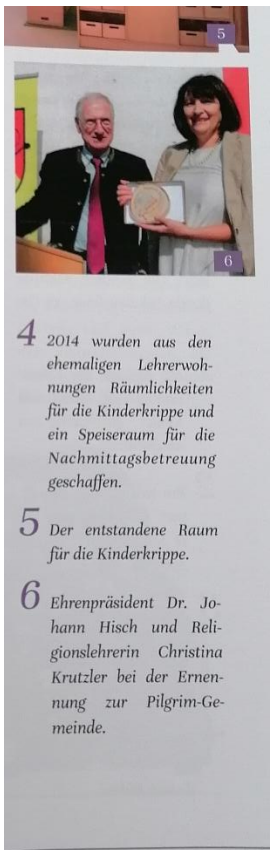 5
6
4 2014 wurden aus den
ehemaligen Lehrerwoh-
nungen Räumlichkeiten
für die Kinderkrippe und
ein Speiseraum für die
Nachmittagsbetreuung
geschaffen.
5 Der entstandene Raum
für die Kinderkrippe.
6 Ehrenpräsident Dr. Jo-
hann Hisch und Reli-
gionslehrerin Christina
Krutzler bei der Ernen-
nung zur Pilgrim-Ge-
meinde.